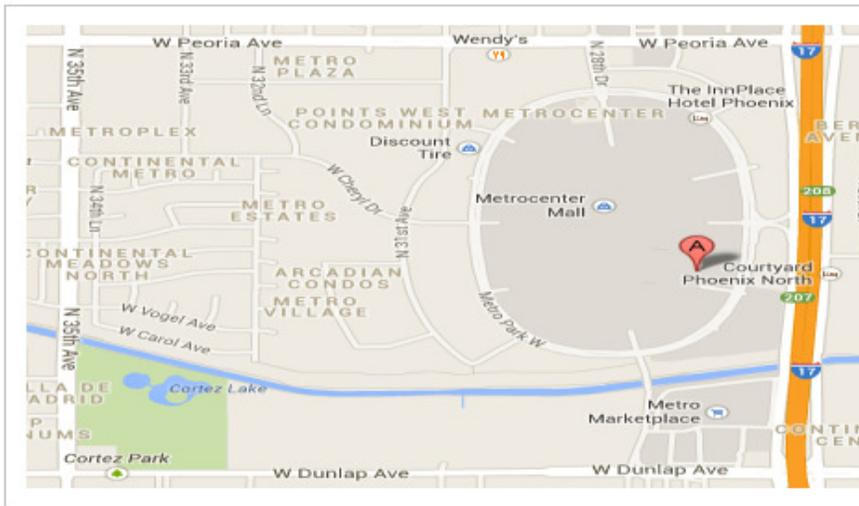 W Peoria Ave
Wendy's
W Peoria Ave
17
N 35th Ave
N 33rd Ave
N 32nd Ln
N 28th Dr
METRO
PLAZA
The InnPlace
Hotel Phoenix
POINTS WEST
CONDOMINIUM
METROCENTER
METROPLEX
Discount
Tire
CONTINENTAL
METRO
W Cheryl Dr
N 34th Ln
METRO
ESTATES
Metrocenter
Mall
208
17
N 31st Ave
A
CONTINENTAL
MEADOWS
NORTH
ARCADIAN
CONDOS
METRO
VILLAGE
Courtyard
Phoenix North
207
Metro Park W
W Vogel Ave
W Carol Ave
N 35th Ave
17
Cortez Lake
Metro
Marketplace
Cortez Park
W Dunlap Ave
W Dunlap Ave